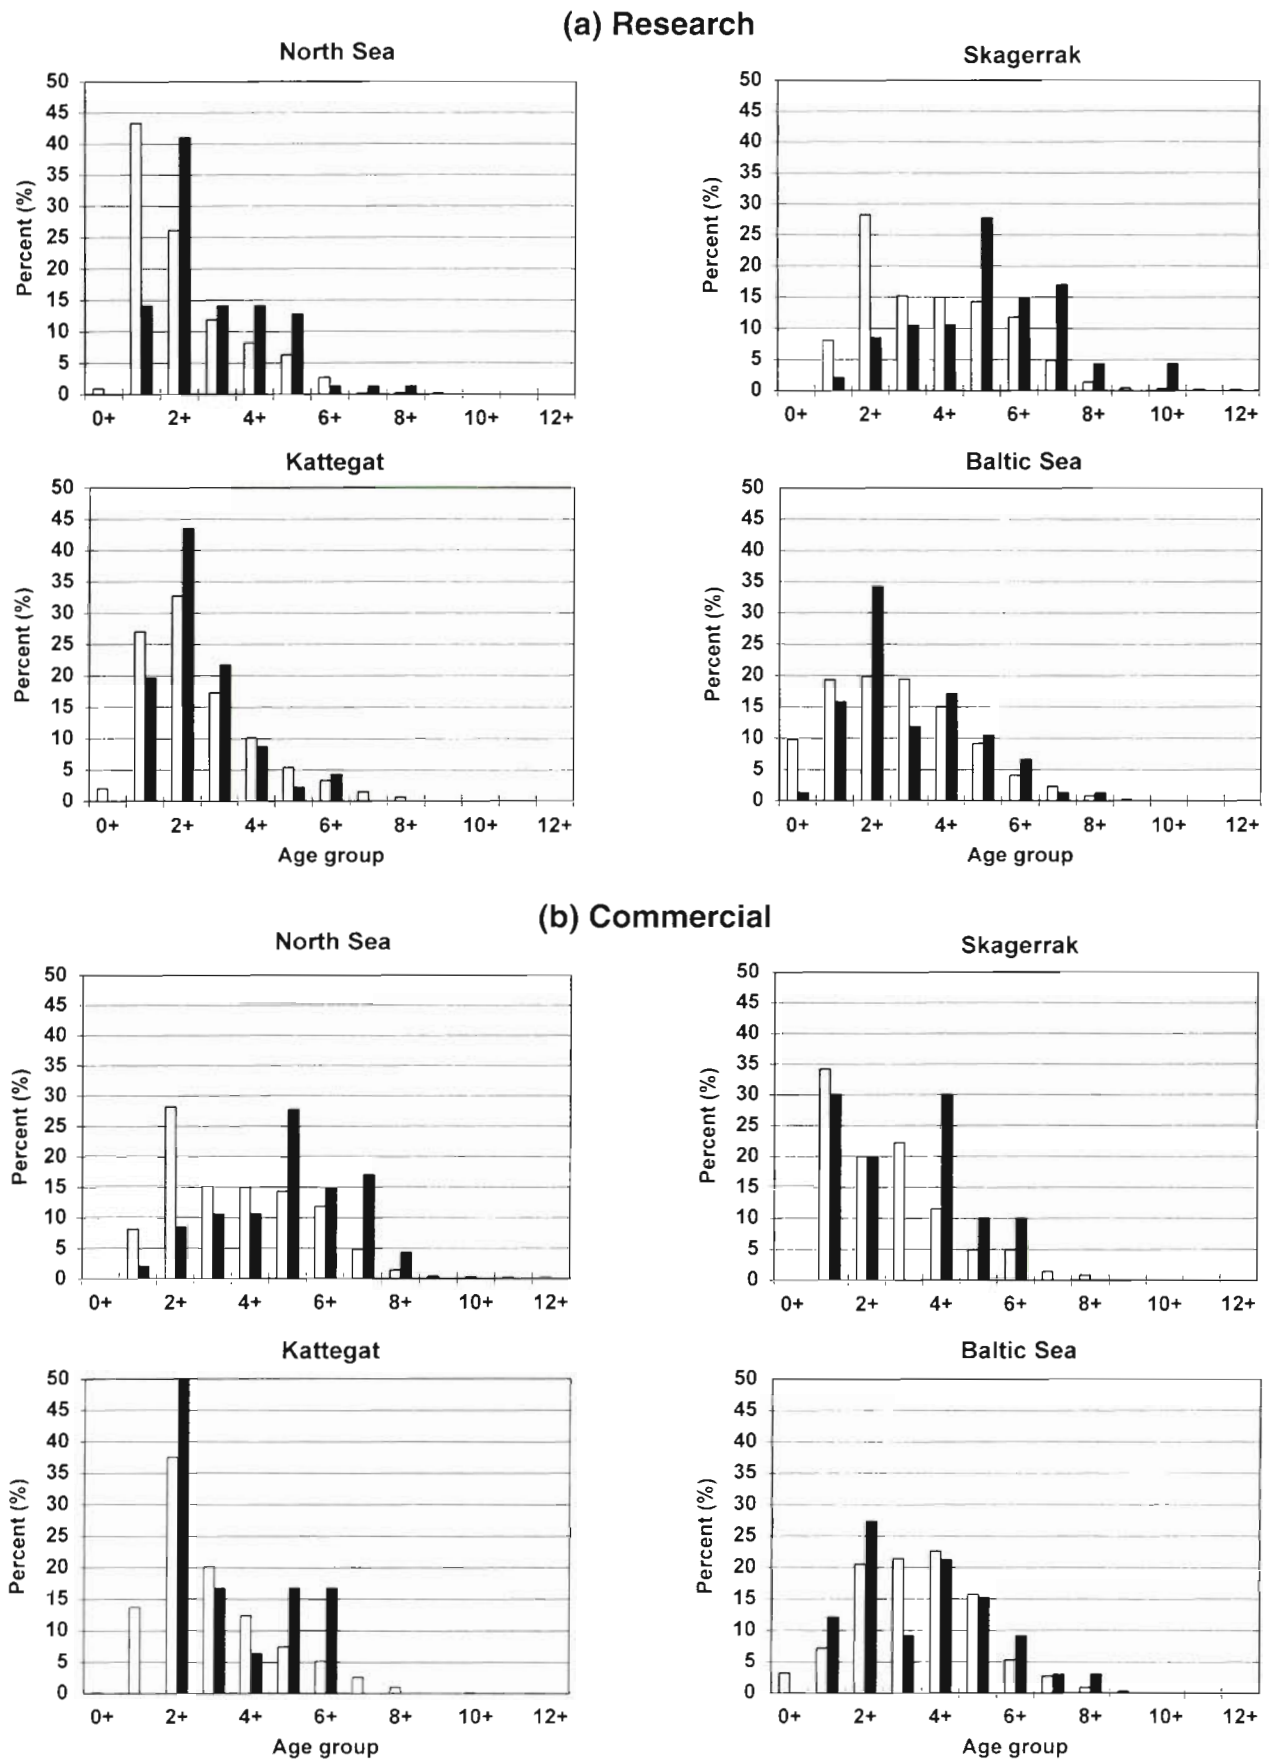 (a) Research
North Sea
Percent (%)
50
45
40
35
30
25
20
15
10
5
0
0+ 2+ 4+ 6+ 8+ 10+ 12+
Skagerrak
Percent (%)
50
45
40
35
30
25
20
15
10
5
0
0+ 2+ 4+ 6+ 8+ 10+ 12+
Kattegat
Percent (%)
50
45
40
35
30
25
20
15
10
5
0
0+ 2+ 4+ 6+ 8+ 10+ 12+
Age group
Baltic Sea
Percent (%)
50
45
40
35
30
25
20
15
10
5
0
0+ 2+ 4+ 6+ 8+ 10+ 12+
Age group
(b) Commercial
North Sea
Percent (%)
50
45
40
35
30
25
20
15
10
5
0
0+ 2+ 4+ 6+ 8+ 10+ 12+
Skagerrak
Percent (%)
50
45
40
35
30
25
20
15
10
5
0
0+ 2+ 4+ 6+ 8+ 10+ 12+
Kattegat
Percent (%)
50
45
40
35
30
25
20
15
10
5
0
0+ 2+ 4+ 6+ 8+ 10+ 12+
Age group
Baltic Sea
Percent (%)
50
45
40
35
30
25
20
15
10
5
0
0+ 2+ 4+ 6+ 8+ 10+ 12+
Age group